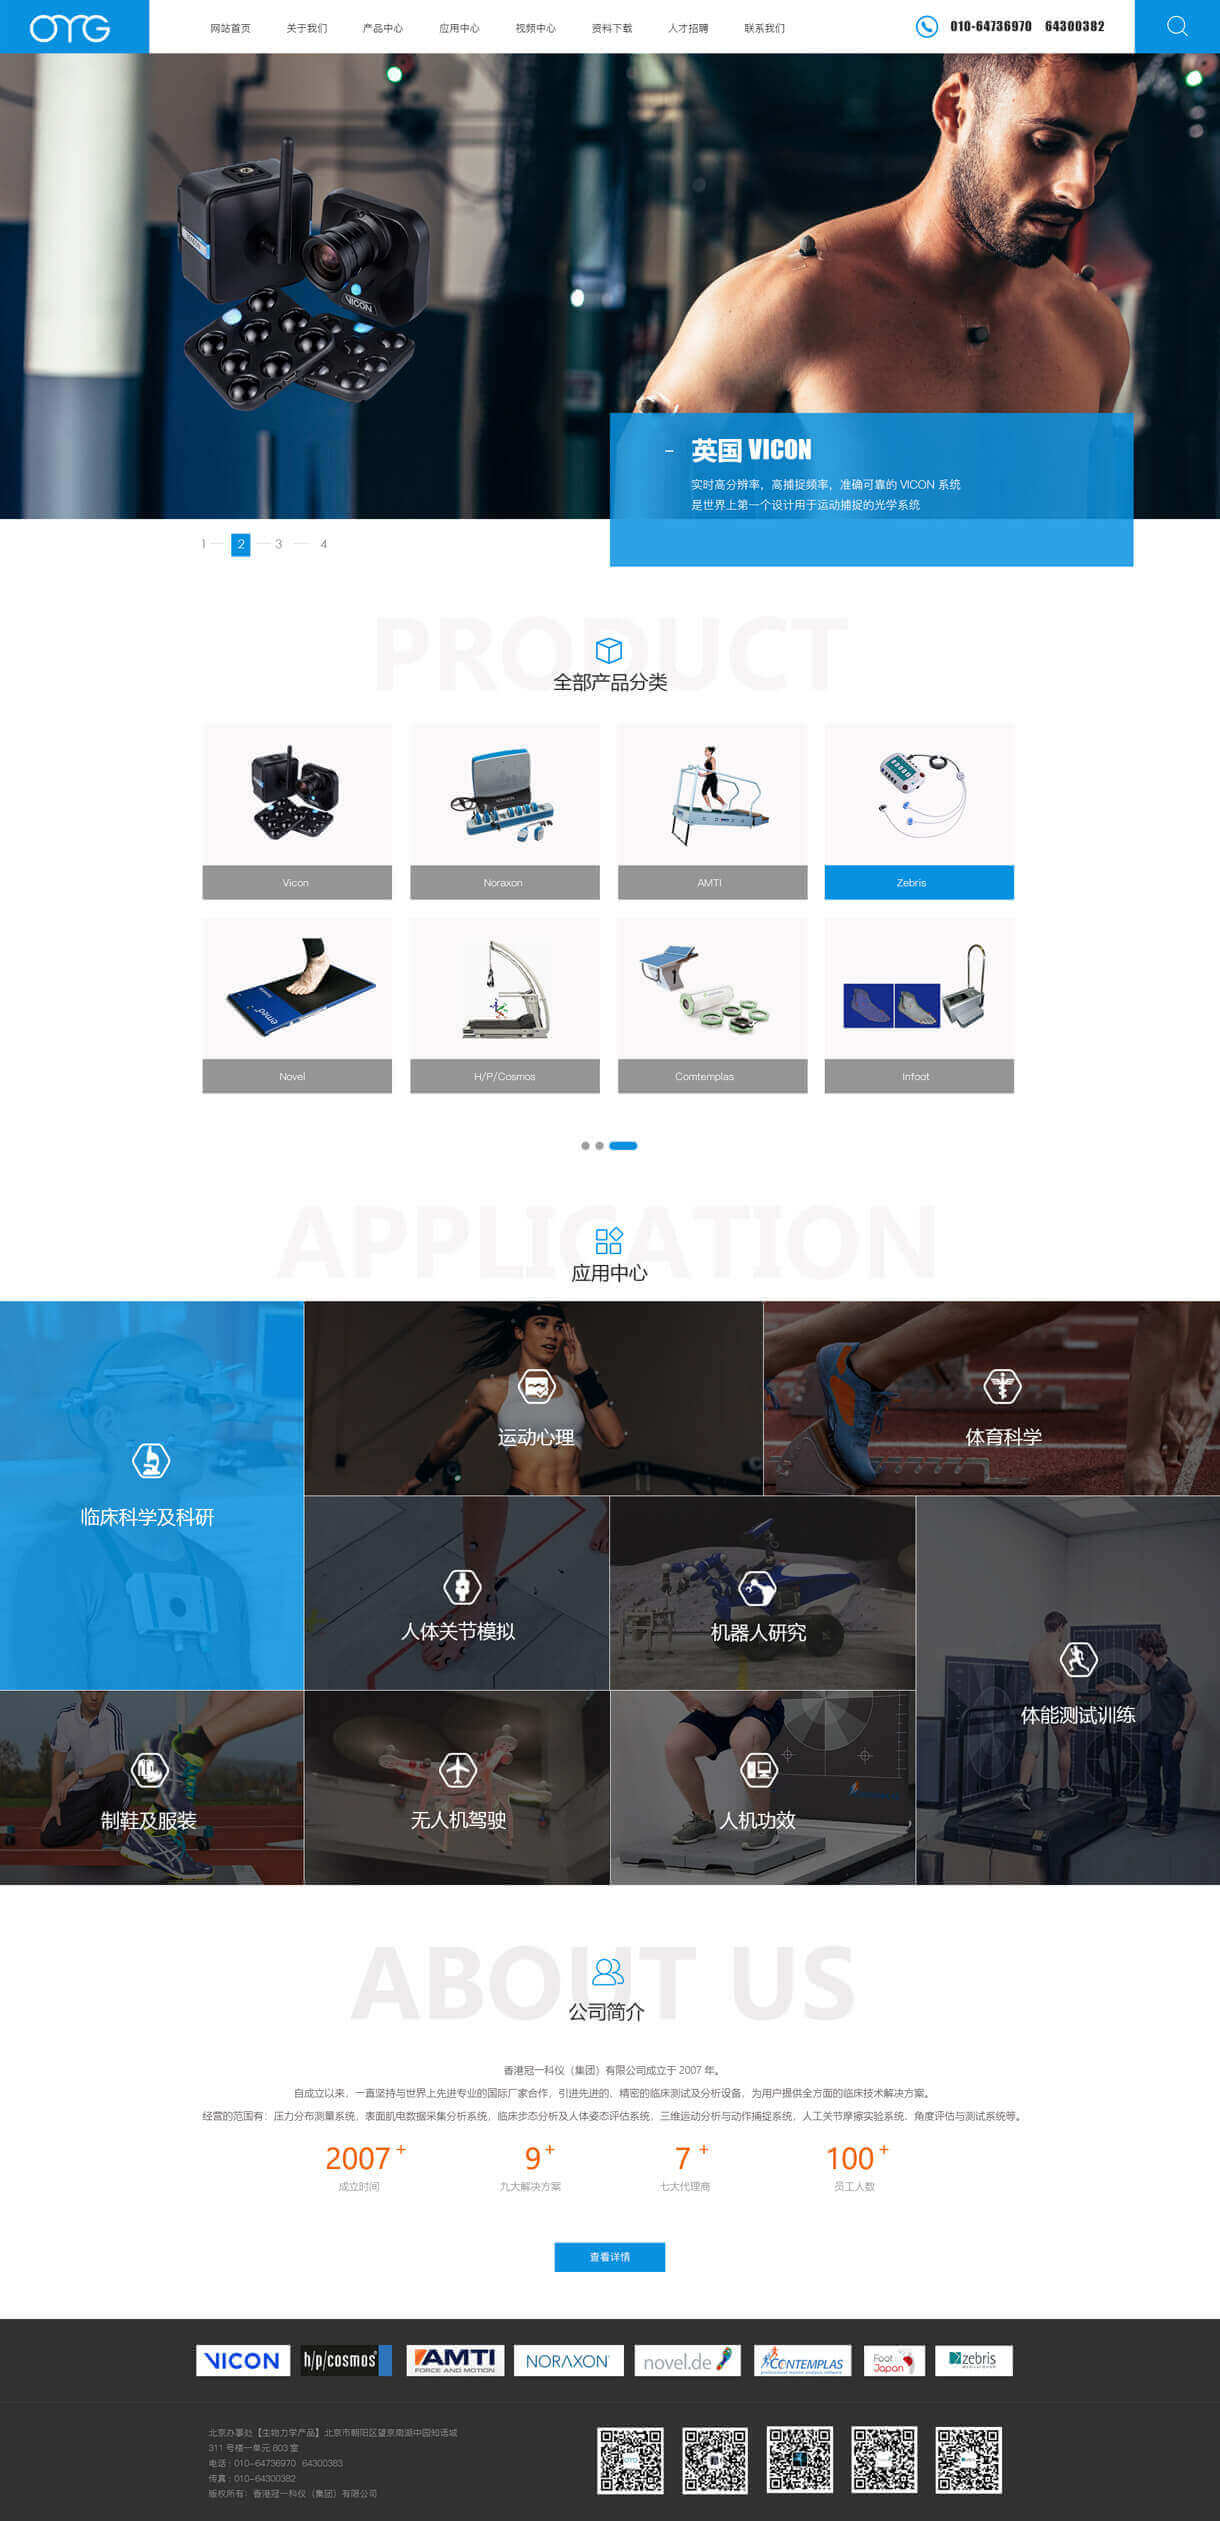 OYG
网站首页 关于我们 产品中心 应用中心 视频中心 资料下载 人才招聘 联系我们
010-64736970 64300382
VICON
英国 VICON
实时高分辨率，高捕捉频率，准确可靠的 VICON 系统
是世界上第一个设计用于运动捕捉的光学系统
1 2 3 4
PRODUCT
全部产品分类
NORAXON
Vicon Noraxon AMTI Zebris
emed
Novel H/P/Cosmos Comtemplas Infoot
APPLICATION
应用中心
运动心理 体育科学
临床科学及科研
人体关节模拟 机器人研究
体能测试训练
制鞋及服装 无人机驾驶 人机功效
ABOUT US
公司简介
香港冠一科仪（集团）有限公司成立于 2007 年。
自成立以来，一直坚持与世界上先进专业的国际厂家合作，引进先进的、精密的临床测试及分析设备，为用户提供全方面的临床技术解决方案。
经营的范围有：压力分布测量系统，表面肌电数据采集分析系统，临床步态分析及人体姿态评估系统，三维运动分析与动作捕捉系统，人工关节摩擦实验系统、角度评估与测试系统等。
2007 + 9 + 7 + 100 +
成立时间 九大解决方案 七大代理商 员工人数
查看详情
VICON h/p/cosmos AMTI FORCE AND MOTION NORAXON novel.de CONTEMPLAS Foot Japan zebris
北京办事处【生物力学产品】北京市朝阳区望京南湖中园知语城
311 号楼一单元 803 室
电话：010-64736970 64300383
传真：010-64300382
版权所有：香港冠一科仪（集团）有限公司